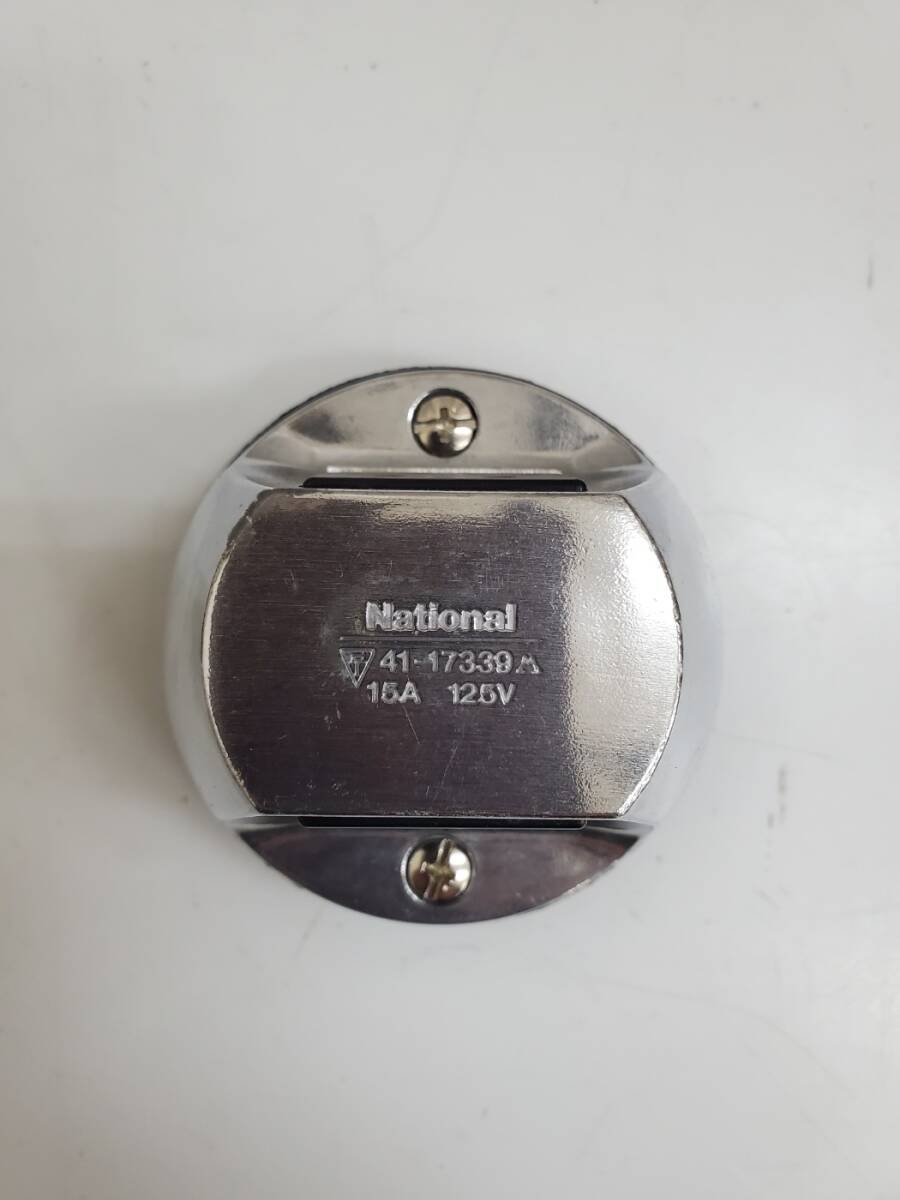 National
〒 41-17339
15A 125V